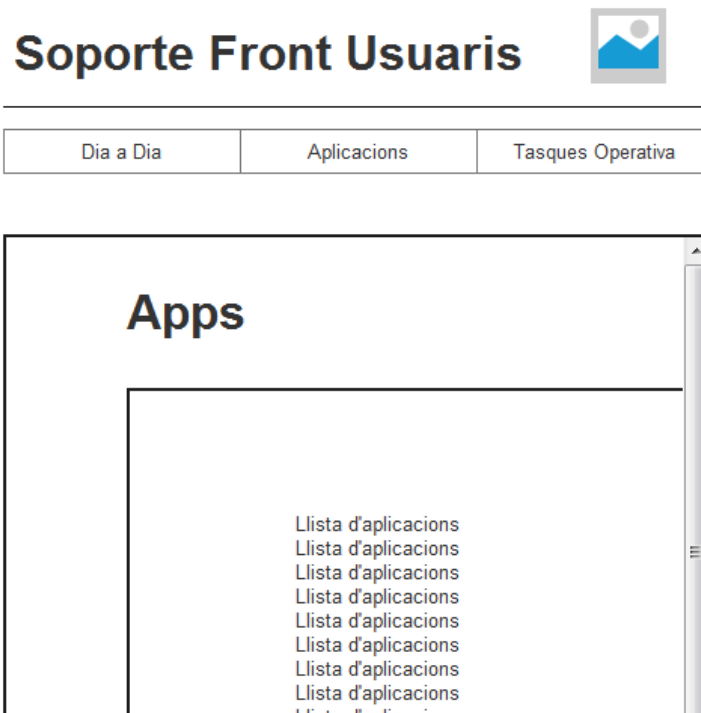 Soporte Front Usuaris
Dia a Dia
Aplicacions
Tasques Operativa
Apps
Llista d'aplicacions
Llista d'aplicacions
Llista d'aplicacions
Llista d'aplicacions
Llista d'aplicacions
Llista d'aplicacions
Llista d'aplicacions
Llista d'aplicacions